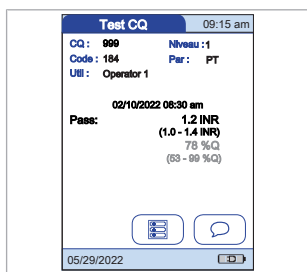 Test CQ 09:15 am
CQ : 999 Niveau :1
Code : 184 Par : PT
Util : Operator 1
02/10/2022 08:30 am
Pass: 1.2 INR
(1.0 - 1.4 INR)
78 %Q
(53 - 99 %Q)
05/29/2022